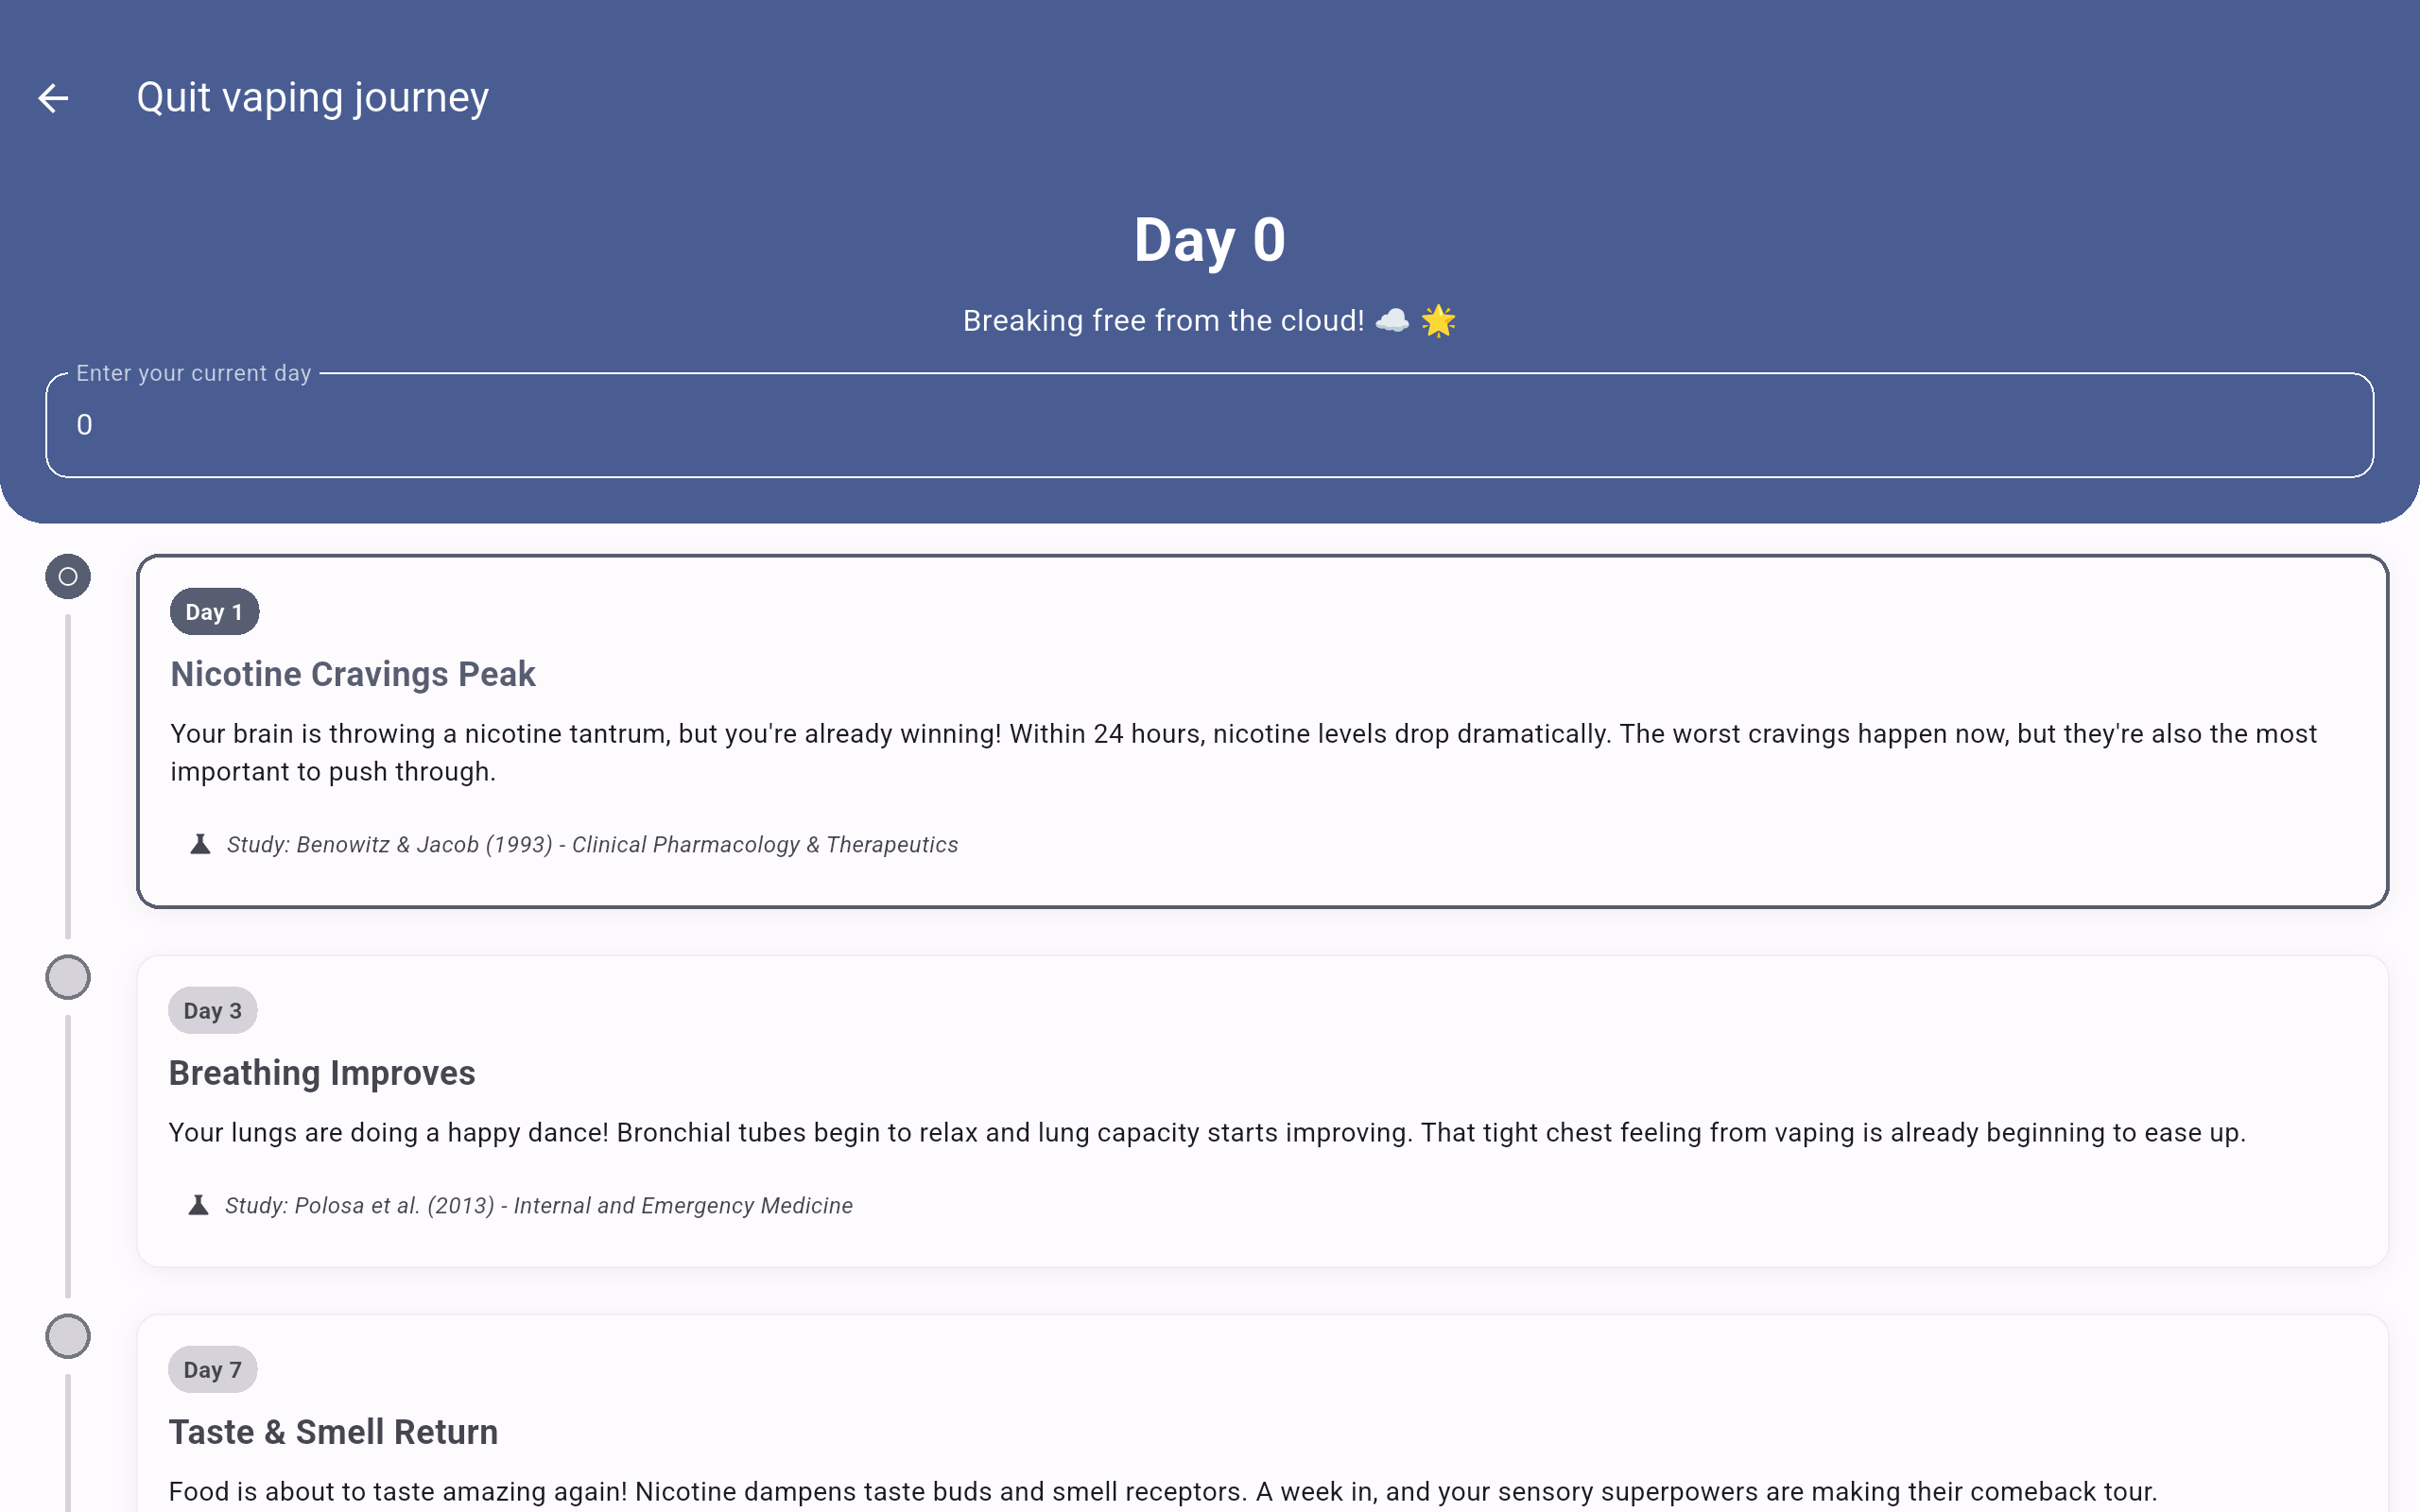 Quit vaping journey
Day 0
Breaking free from the cloud! ☁️ 🌟
Enter your current day
0
Day 1
Nicotine Cravings Peak
Your brain is throwing a nicotine tantrum, but you're already winning! Within 24 hours, nicotine levels drop dramatically. The worst cravings happen now, but they're also the most
important to push through.
Study: Benowitz & Jacob (1993) - Clinical Pharmacology & Therapeutics
Day 3
Breathing Improves
Your lungs are doing a happy dance! Bronchial tubes begin to relax and lung capacity starts improving. That tight chest feeling from vaping is already beginning to ease up.
Study: Polosa et al. (2013) - Internal and Emergency Medicine
Day 7
Taste & Smell Return
Food is about to taste amazing again! Nicotine dampens taste buds and smell receptors. A week in, and your sensory superpowers are making their comeback tour.